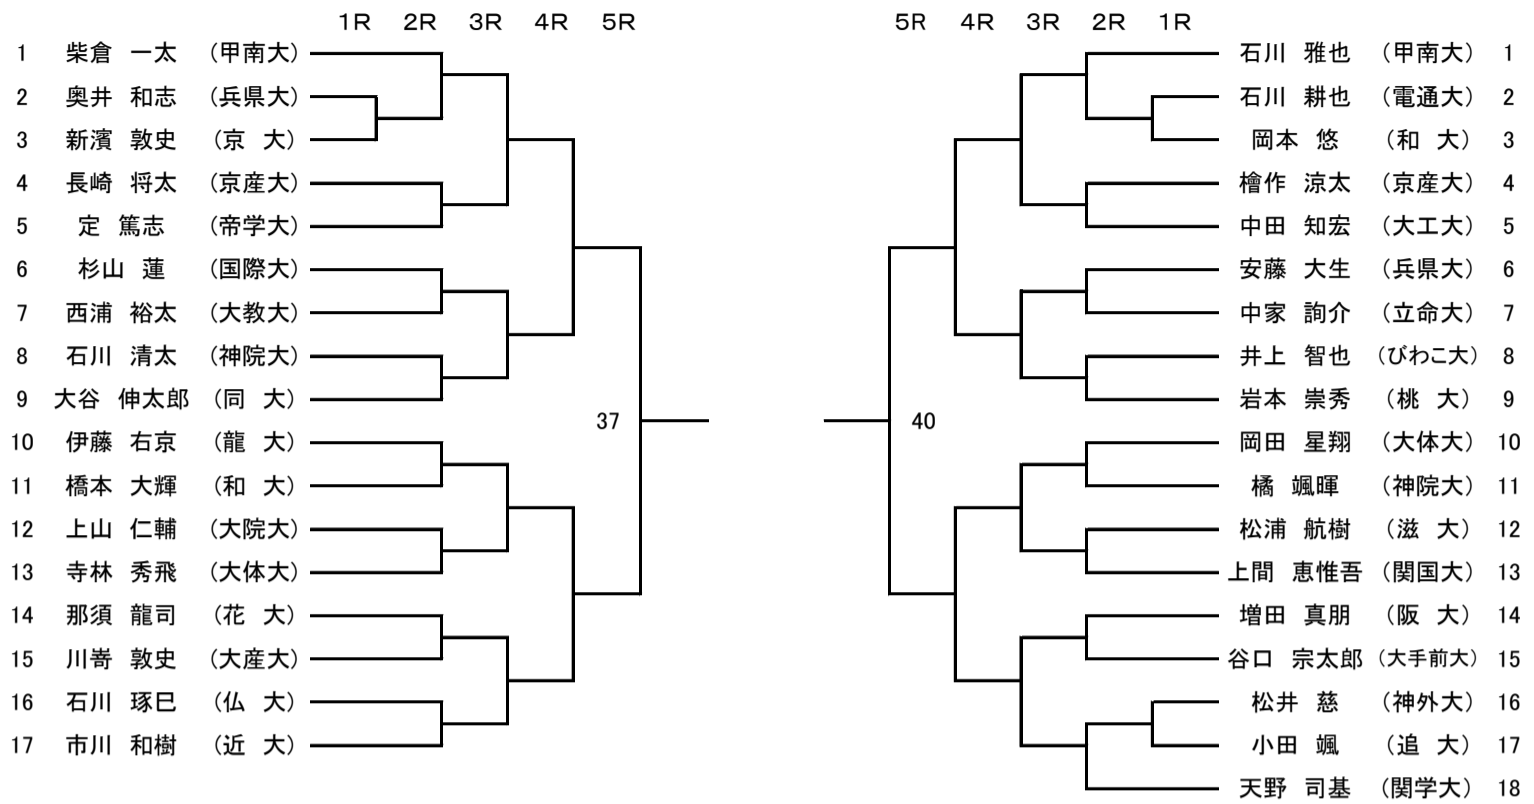 1R 2R 3R 4R 5R
1 柴倉 一太 (甲南大)
2 奥井 和志 (兵県大)
3 新濱 敦史 (京 大)
4 長崎 将太 (京産大)
5 定 篤志 (帝学大)
6 杉山 蓮 (国際大)
7 西浦 裕太 (大教大)
8 石川 清太 (神院大)
9 大谷 伸太郎 (同 大)
37
10 伊藤 右京 (龍 大)
11 橋本 大輝 (和 大)
12 上山 仁輔 (大院大)
13 寺林 秀飛 (大体大)
14 那須 龍司 (花 大)
15 川嵜 敦史 (大産大)
16 石川 琢巳 (仏 大)
17 市川 和樹 (近 大)
5R 4R 3R 2R 1R
石川 雅也 (甲南大) 1
石川 耕也 (電通大) 2
岡本 悠 (和 大) 3
檜作 涼太 (京産大) 4
中田 知宏 (大工大) 5
安藤 大生 (兵県大) 6
中家 詢介 (立命大) 7
井上 智也 (びわこ大) 8
岩本 崇秀 (桃 大) 9
40
岡田 星翔 (大体大) 10
橘 颯暉 (神院大) 11
松浦 航樹 (滋 大) 12
上間 恵惟吾 (関国大) 13
増田 真朋 (阪 大) 14
谷口 宗太郎 (大手前大) 15
松井 慈 (神外大) 16
小田 颯 (追 大) 17
天野 司基 (関学大) 18